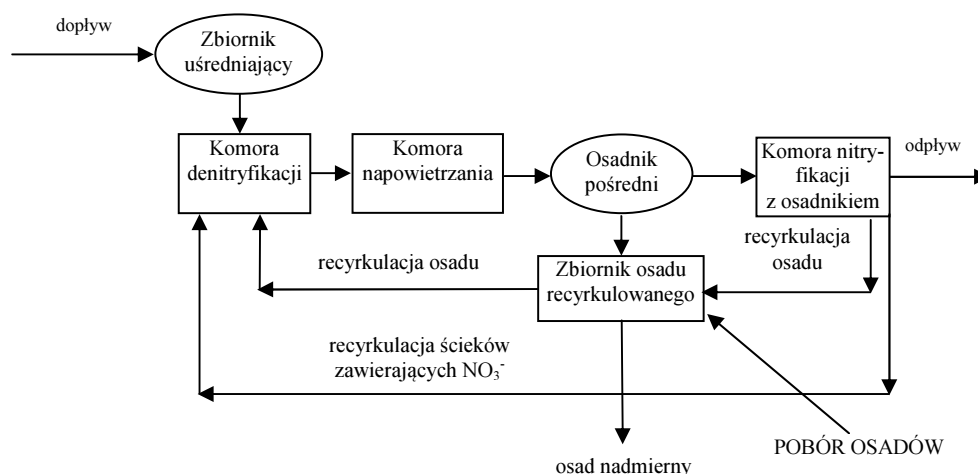 dopływ
Zbiornik
uśredniający
Komora
denitryfikacji
Komora
napowietrzania
Osadnik
pośredni
Komora nitry-
fikacji
z osadnikiem
odpływ
recyrkulacja
osadu
recyrkulacja osadu
Zbiornik osadu
recyrkulowanego
recyrkulacja ścieków
zawierających NO₃⁻
POBÓR OSADÓW
osad nadmierny